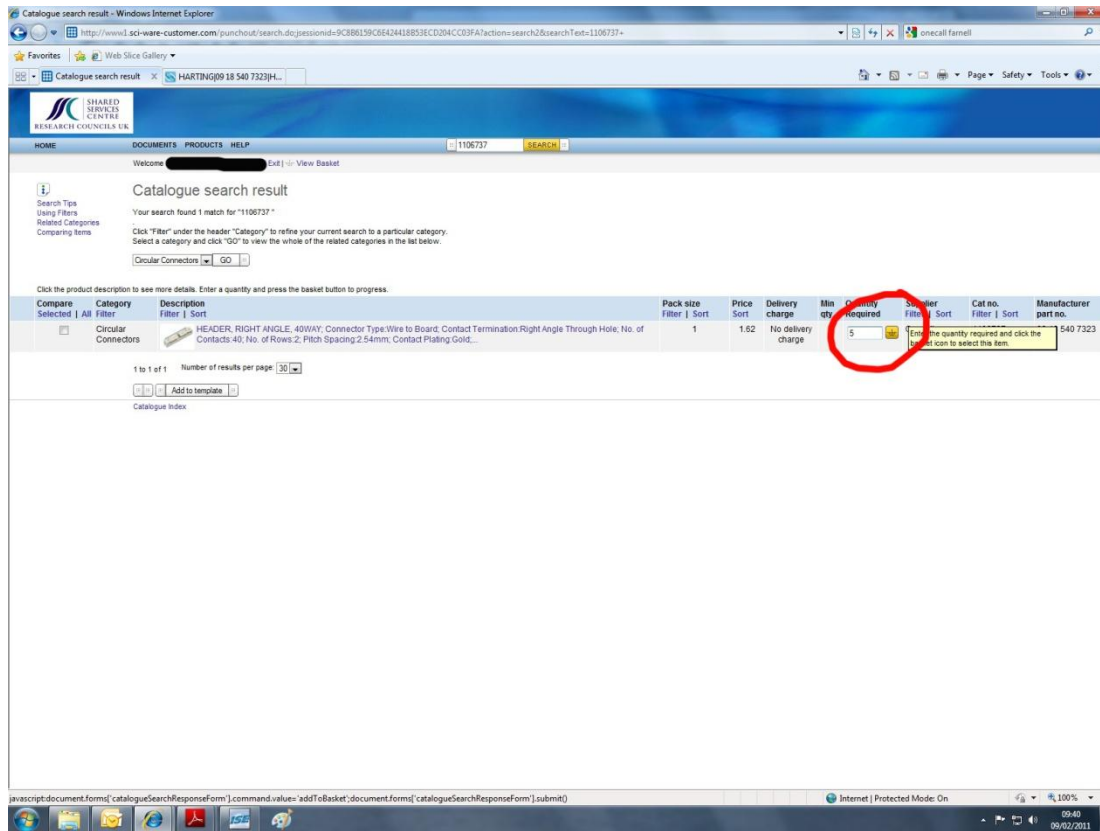 Catalogue search result - Windows Internet Explorer
http://www1.sci-ware-customer.com/punchout/search.do;jsessionid=9C8B6159C6E424418B53ECD204CC03FA?action=search2&searchText=1106737+
onecall farnell
Favorites Web Slice Gallery
Catalogue search result HARTING|09 18 540 7323|H...
Page Safety Tools
SHARED
SERVICES
CENTRE
RESEARCH COUNCILS UK
HOME DOCUMENTS PRODUCTS HELP 1106737 SEARCH
Welcome Exit | View Basket
Catalogue search result
Search Tips
Using Filters
Related Categories
Comparing Items
Your search found 1 match for "1106737 "
.
Click "Filter" under the header "Category" to refine your current search to a particular category.
Select a category and click "GO" to view the whole of the related categories in the list below.
Circular Connectors GO
Click the product description to see more details. Enter a quantity and press the basket button to progress.
Compare Category Description Pack size Price Delivery Min Quantity Supplier Cat no. Manufacturer
Selected | All Filter Filter | Sort Filter | Sort Sort charge qty Required Filter | Sort Filter | Sort part no.
Circular HEADER, RIGHT ANGLE, 40WAY; Connector Type:Wire to Board; Contact Termination:Right Angle Through Hole; No. of 1 1.62 No delivery 5 540 7323
Connectors Contacts:40; No. of Rows:2; Pitch Spacing:2.54mm; Contact Plating:Gold;... charge
Enter the quantity required and click the
basket icon to select this item.
1 to 1 of 1 Number of results per page: 30
Add to template
Catalogue Index
javascript:document.forms['catalogueSearchResponseForm'].command.value='addToBasket';document.forms['catalogueSearchResponseForm'].submit()
Internet | Protected Mode: On 100%
ISE
09:40
09/02/2011